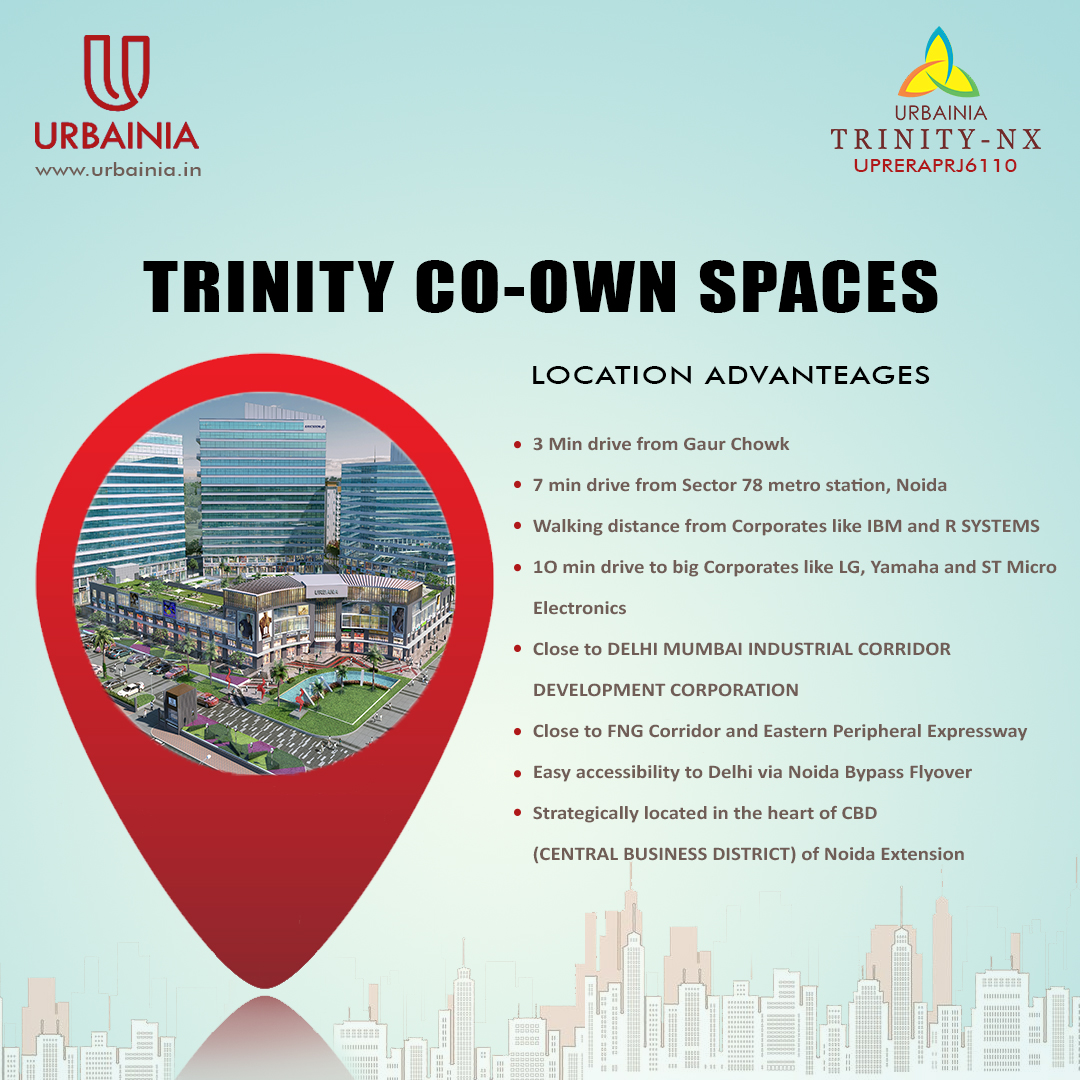 URBAINIA
www.urbainia.in
URBAINIA
TRINITY-NX
UPRERAPRJ6110
TRINITY CO-OWN SPACES
LOCATION ADVANTEAGES
• 3 Min drive from Gaur Chowk
• 7 min drive from Sector 78 metro station, Noida
• Walking distance from Corporates like IBM and R SYSTEMS
• 1O min drive to big Corporates like LG, Yamaha and ST Micro
Electronics
• Close to DELHI MUMBAI INDUSTRIAL CORRIDOR
DEVELOPMENT CORPORATION
• Close to FNG Corridor and Eastern Peripheral Expressway
• Easy accessibility to Delhi via Noida Bypass Flyover
• Strategically located in the heart of CBD
(CENTRAL BUSINESS DISTRICT) of Noida Extension